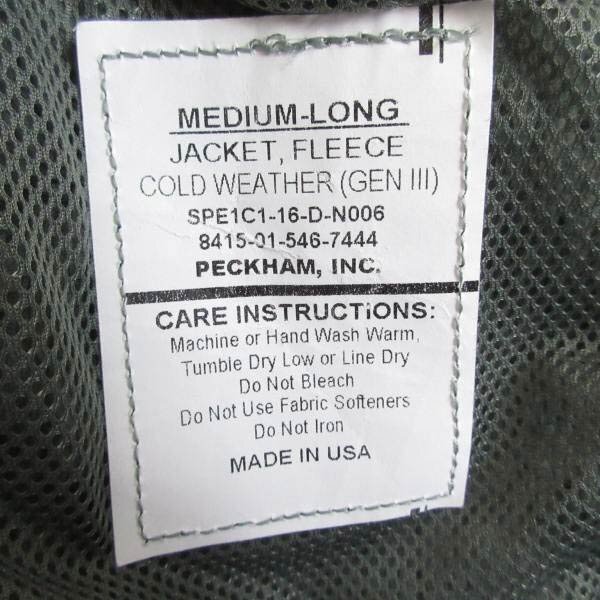 MEDIUM-LONG
JACKET, FLEECE
COLD WEATHER (GEN III)
SPE1C1-16-D-N006
8415-01-546-7444
PECKHAM, INC.
CARE INSTRUCTIONS:
Machine or Hand Wash Warm,
Tumble Dry Low or Line Dry
Do Not Bleach
Do Not Use Fabric Softeners
Do Not Iron
MADE IN USA